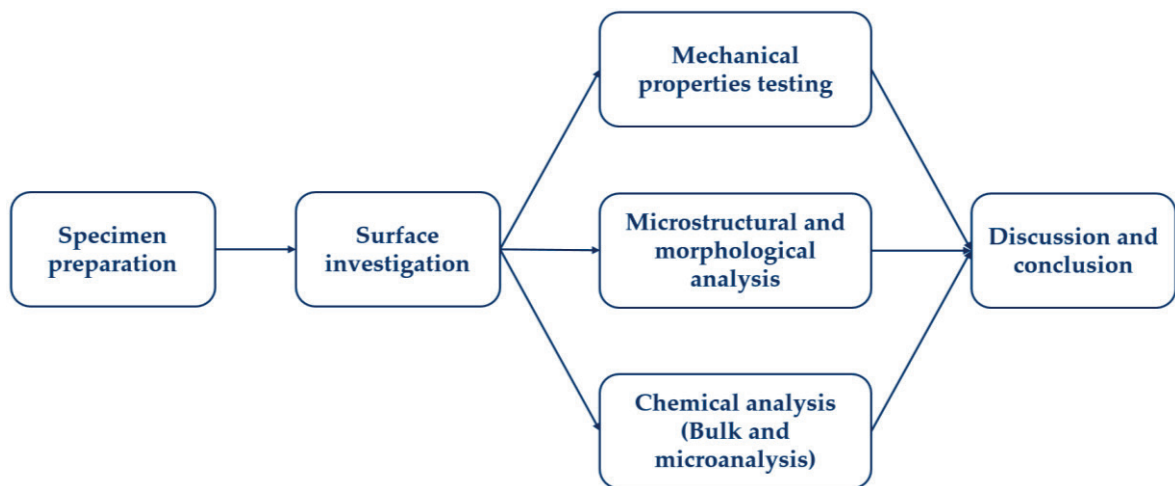 Specimen
preparation
Surface
investigation
Mechanical
properties testing
Microstructural and
morphological
analysis
Chemical analysis
(Bulk and
microanalysis)
Discussion and
conclusion